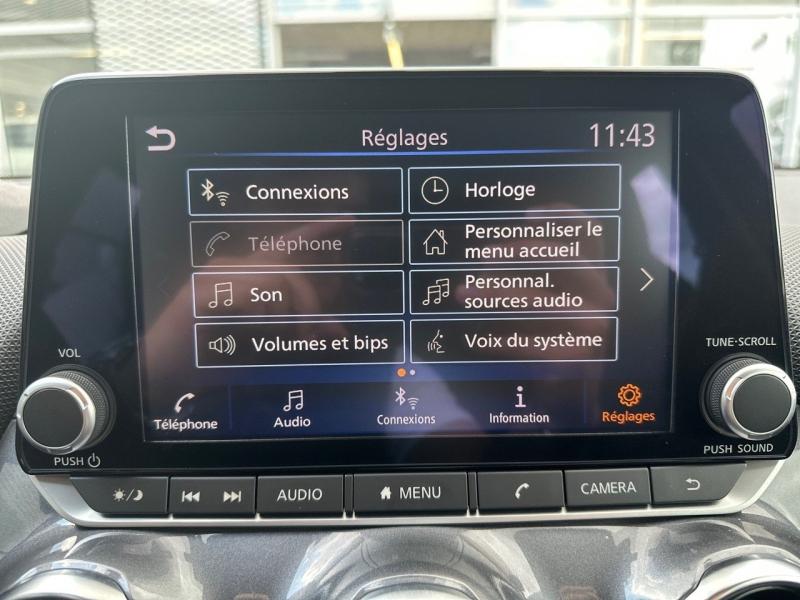 Réglages 11:43
Connexions
Horloge
Téléphone
Personnaliser le
menu accueil
Son
Personnal.
sources audio
Volumes et bips
Voix du système
Téléphone Audio Connexions Information Réglages
VOL
PUSH
TUNE·SCROLL
PUSH SOUND
AUDIO MENU CAMERA